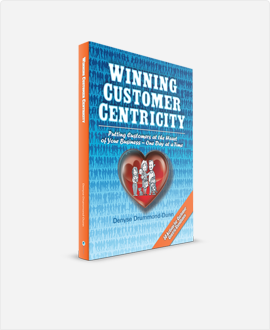 WINNING
CUSTOMER
CENTRICITY
Putting Customers at the Heart
of Your Business – One Day at a Time
Denyse Drummond-Dunn
WINNING CUSTOMER CENTRICITY